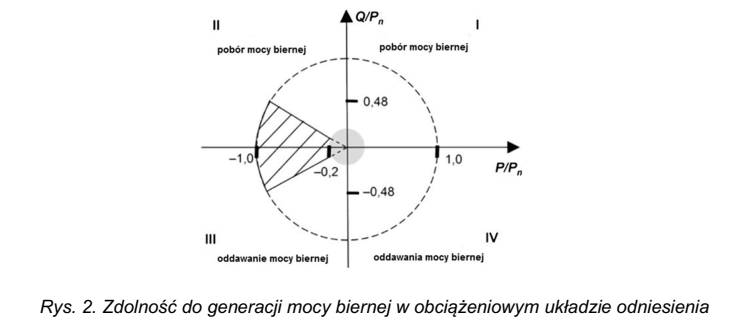 II
Q/Pn
I
pobór mocy biernej
pobór mocy biernej
0,48
−1,0
−0,2
1,0
P/Pn
−0,48
III
IV
oddawanie mocy biernej
oddawania mocy biernej
Rys. 2. Zdolność do generacji mocy biernej w obciążeniowym układzie odniesienia